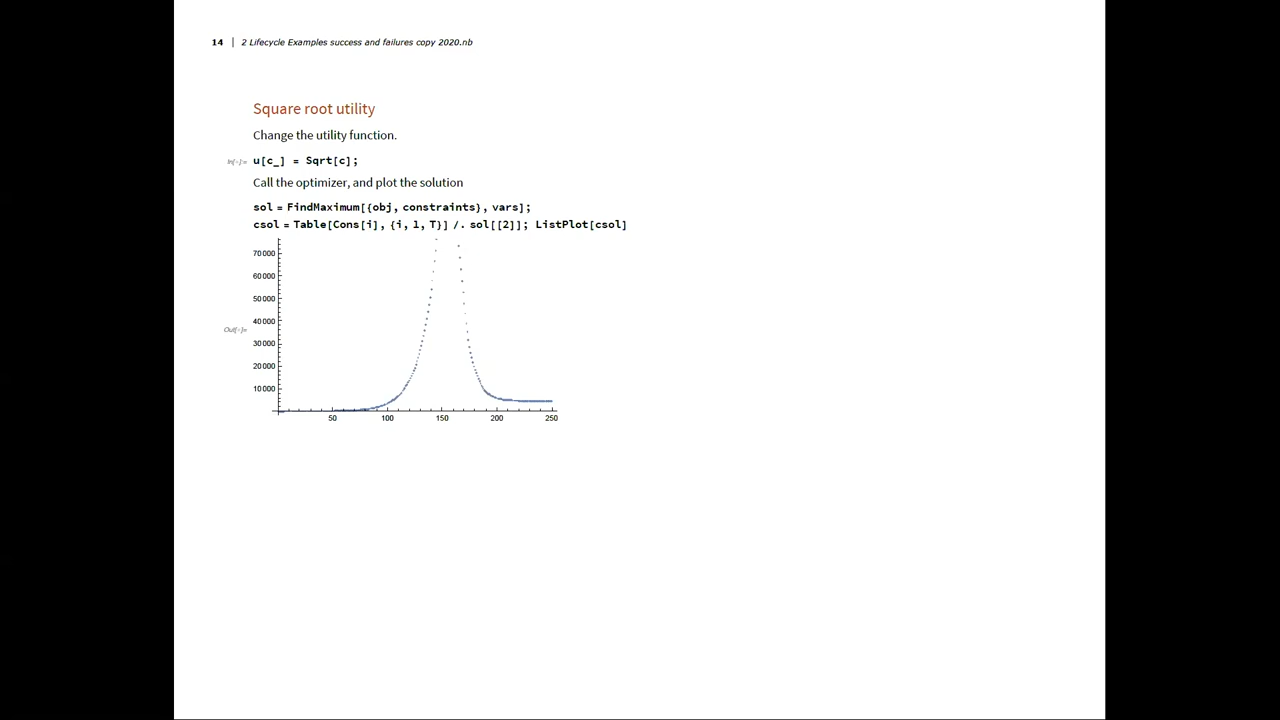 14 | 2 Lifecycle Examples success and failures copy 2020.nb
Square root utility
Change the utility function.
In[◦]:= u[c_] = Sqrt[c];
Call the optimizer, and plot the solution
sol = FindMaximum[{obj, constraints}, vars];
csol = Table[Cons[i], {i, 1, T}] /. sol[[2]]; ListPlot[csol]
70000
60000
50000
40000
Out[◦]=
30000
20000
10000
50 100 150 200 250